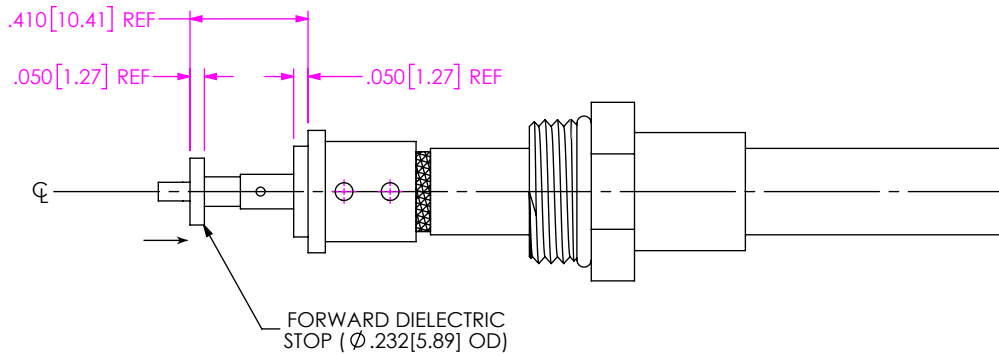 .410[10.41] REF
.050[1.27] REF
.050[1.27] REF
℄
FORWARD DIELECTRIC
STOP (Ø.232[5.89] OD)